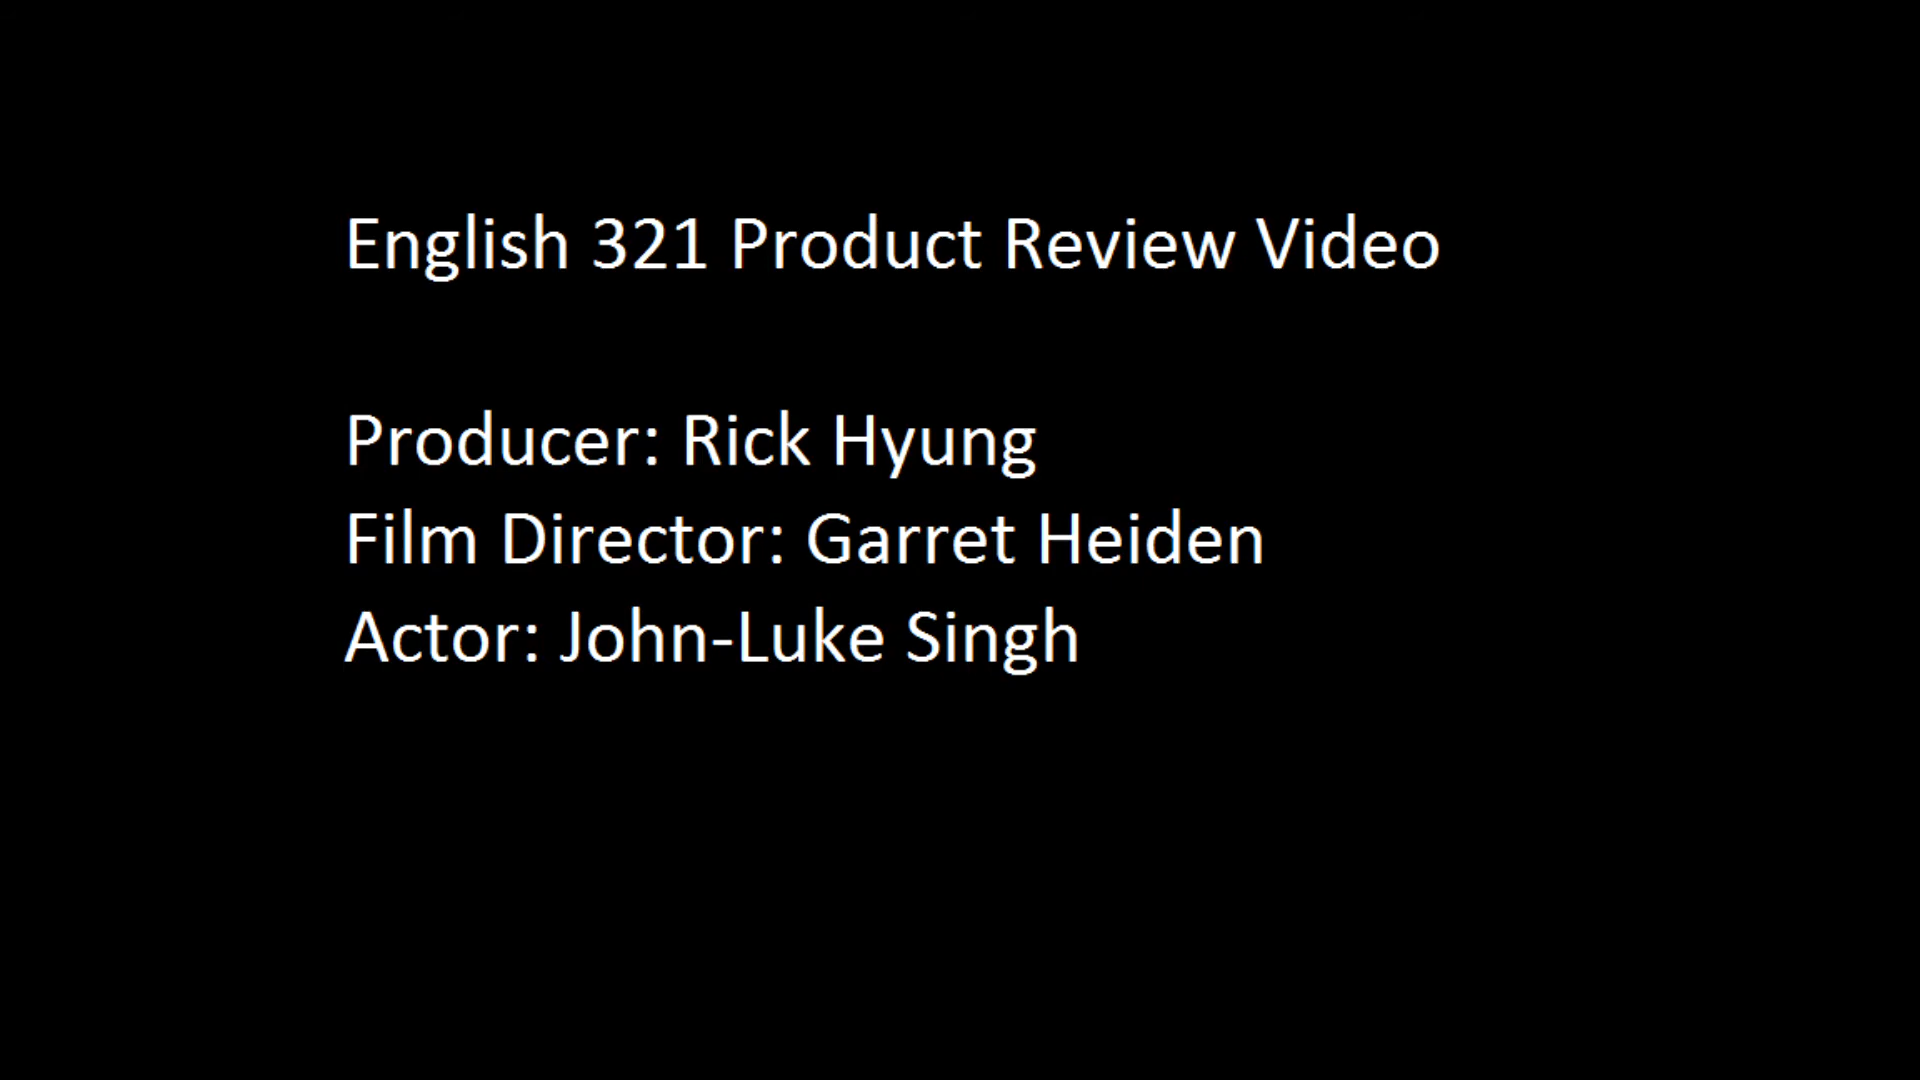 English 321 Product Review Video
Producer: Rick Hyung
Film Director: Garret Heiden
Actor: John-Luke Singh